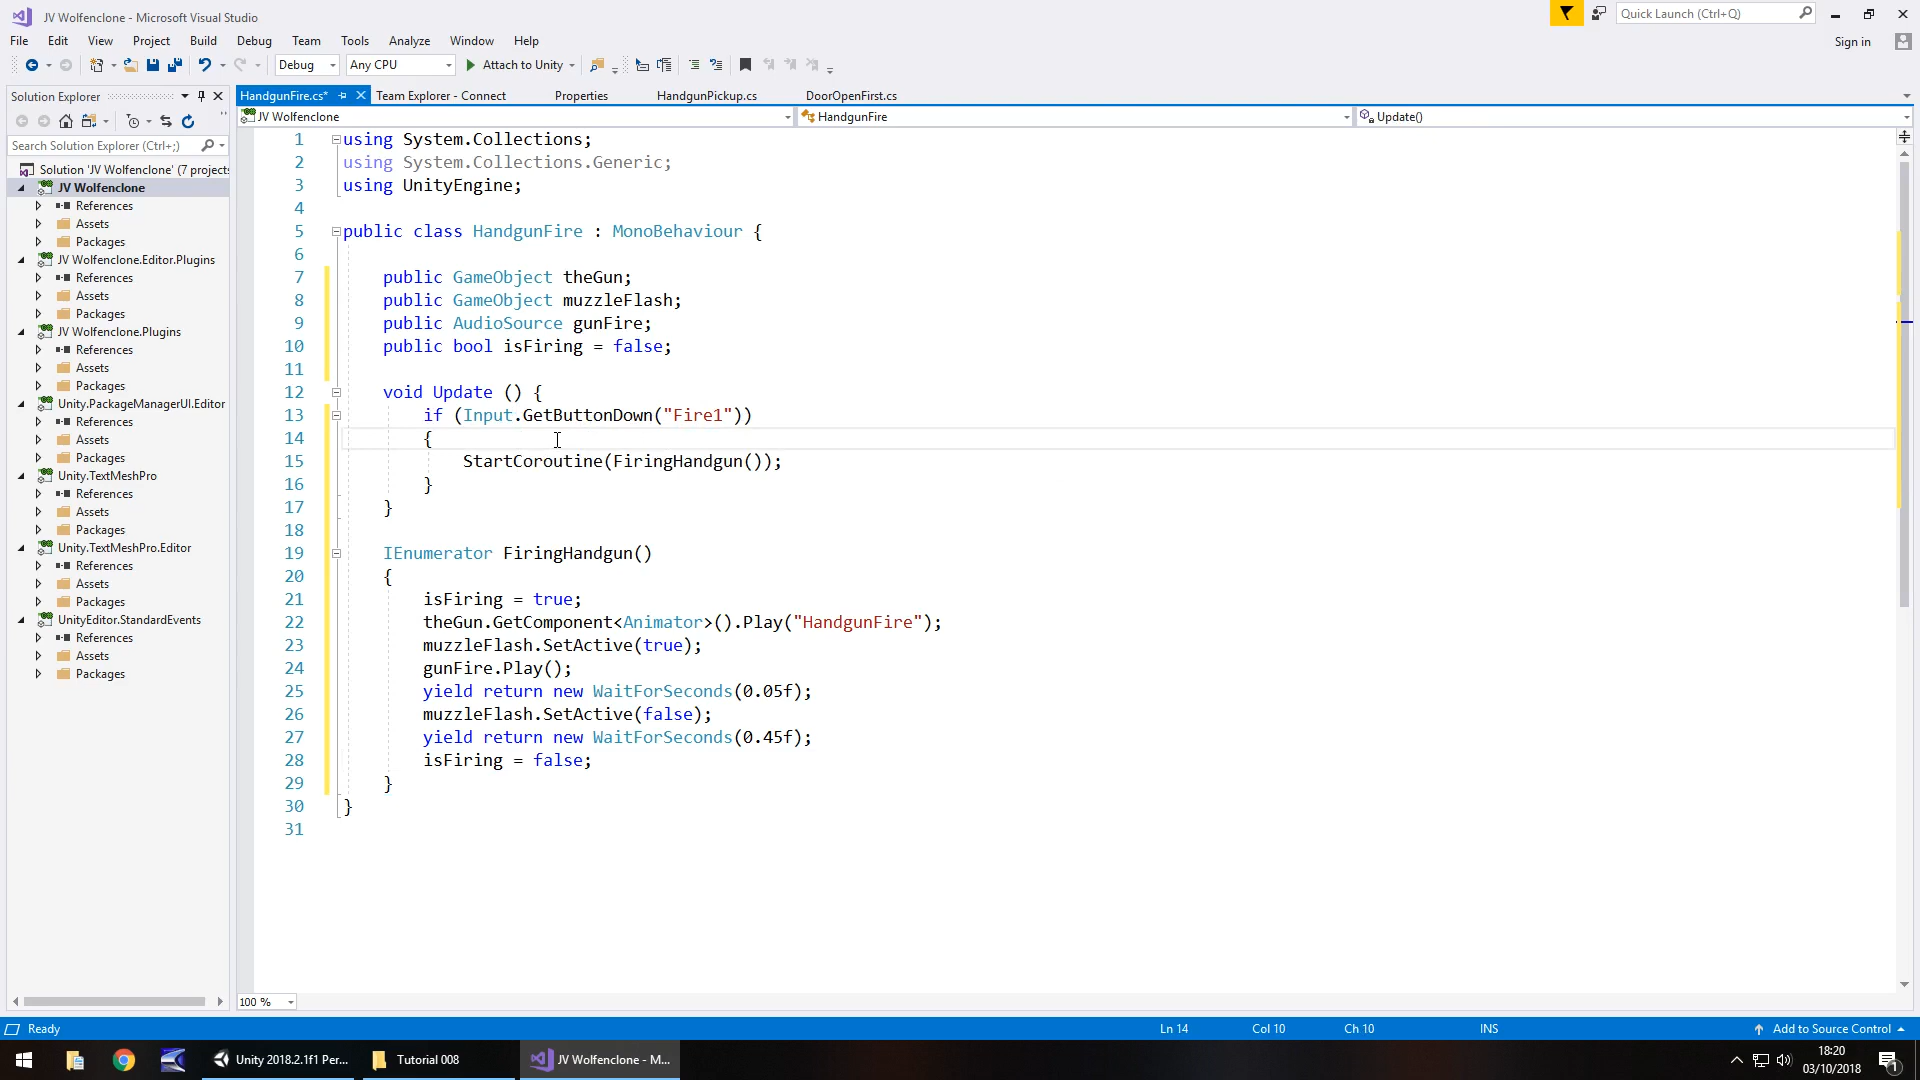 JV Wolfenclone - Microsoft Visual Studio
Quick Launch (Ctrl+Q)
File Edit View Project Build Debug Team Tools Analyze Window Help
Sign in
Debug Any CPU Attach to Unity
Solution Explorer
HandgunFire.cs* Team Explorer - Connect Properties HandgunPickup.cs DoorOpenFirst.cs
JV Wolfenclone HandgunFire Update()
Search Solution Explorer (Ctrl+;)
Solution 'JV Wolfenclone' (7 projects
JV Wolfenclone
References
Assets
Packages
JV Wolfenclone.Editor.Plugins
References
Assets
Packages
JV Wolfenclone.Plugins
References
Assets
Packages
Unity.PackageManagerUI.Editor
References
Assets
Packages
Unity.TextMeshPro
References
Assets
Packages
Unity.TextMeshPro.Editor
References
Assets
Packages
UnityEditor.StandardEvents
References
Assets
Packages
1 using System.Collections;
2 using System.Collections.Generic;
3 using UnityEngine;
4
5 public class HandgunFire : MonoBehaviour {
6
7 public GameObject theGun;
8 public GameObject muzzleFlash;
9 public AudioSource gunFire;
10 public bool isFiring = false;
11
12 void Update () {
13 if (Input.GetButtonDown("Fire1"))
14 {
15 StartCoroutine(FiringHandgun());
16 }
17 }
18
19 IEnumerator FiringHandgun()
20 {
21 isFiring = true;
22 theGun.GetComponent<Animator>().Play("HandgunFire");
23 muzzleFlash.SetActive(true);
24 gunFire.Play();
25 yield return new WaitForSeconds(0.05f);
26 muzzleFlash.SetActive(false);
27 yield return new WaitForSeconds(0.45f);
28 isFiring = false;
29 }
30 }
31
100 %
Ready Ln 14 Col 10 Ch 10 INS Add to Source Control
Unity 2018.2.1f1 Per... Tutorial 008 JV Wolfenclone - M...
18:20
03/10/2018
1